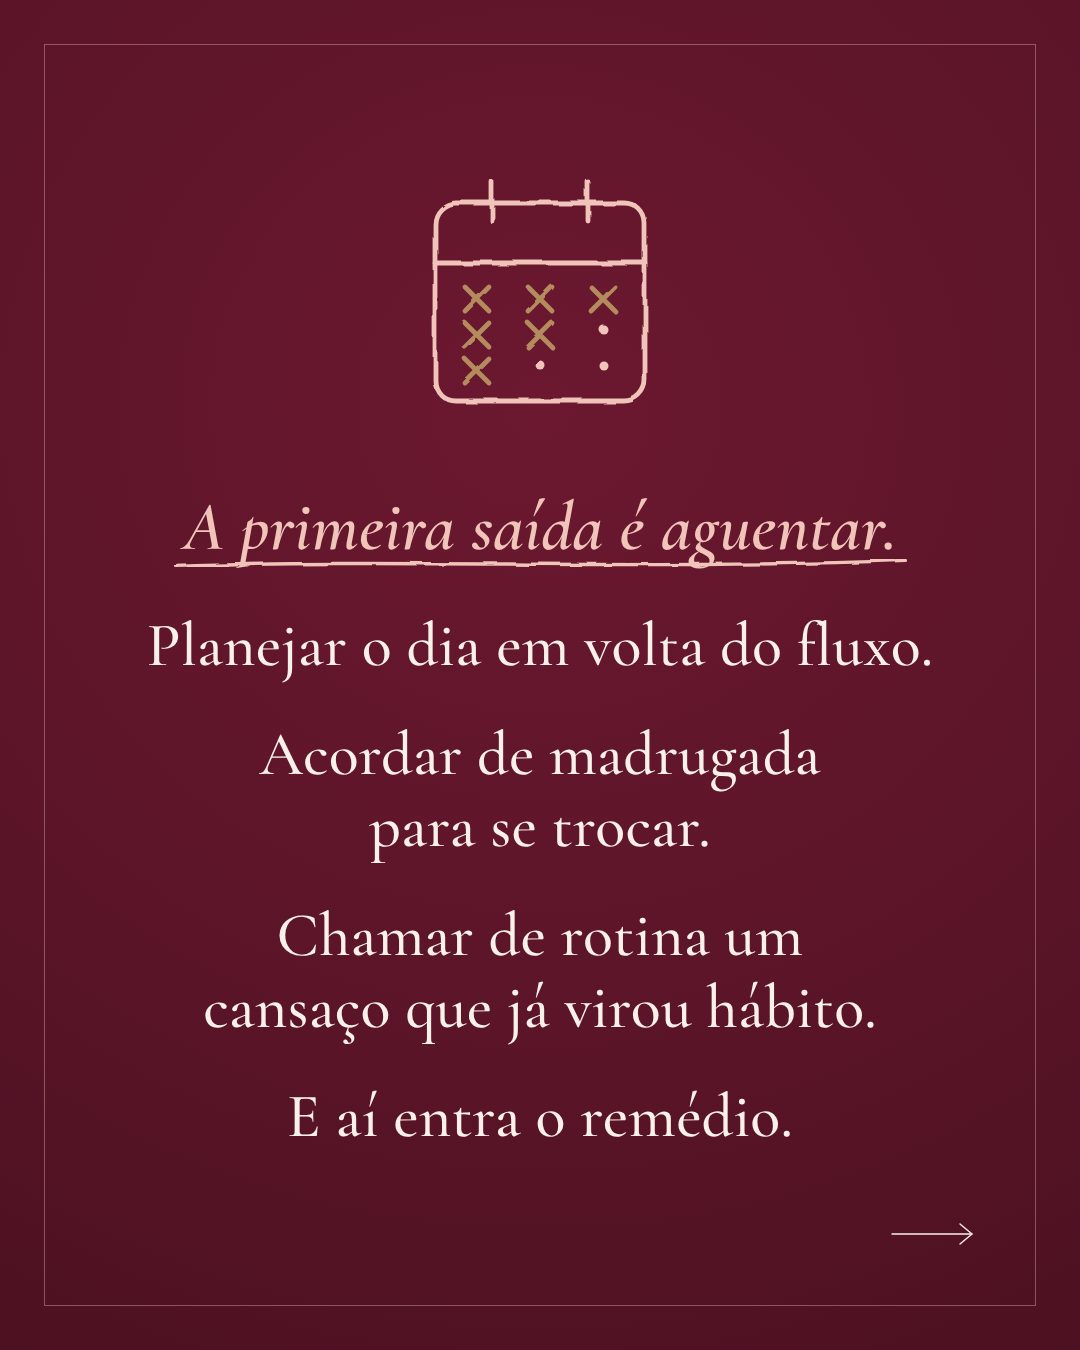 A primeira saída é aguentar.
Planejar o dia em volta do fluxo.
Acordar de madrugada
para se trocar.
Chamar de rotina um
cansaço que já virou hábito.
E aí entra o remédio.